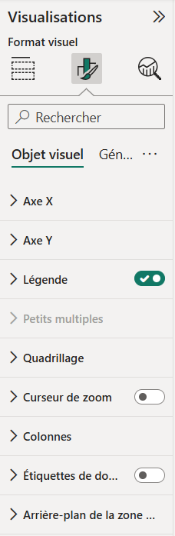 Visualisations
Format visuel
Rechercher
Objet visuel Gén...
Axe X
Axe Y
Légende
Petits multiples
Quadrillage
Curseur de zoom
Colonnes
Étiquettes de do...
Arrière-plan de la zone ...